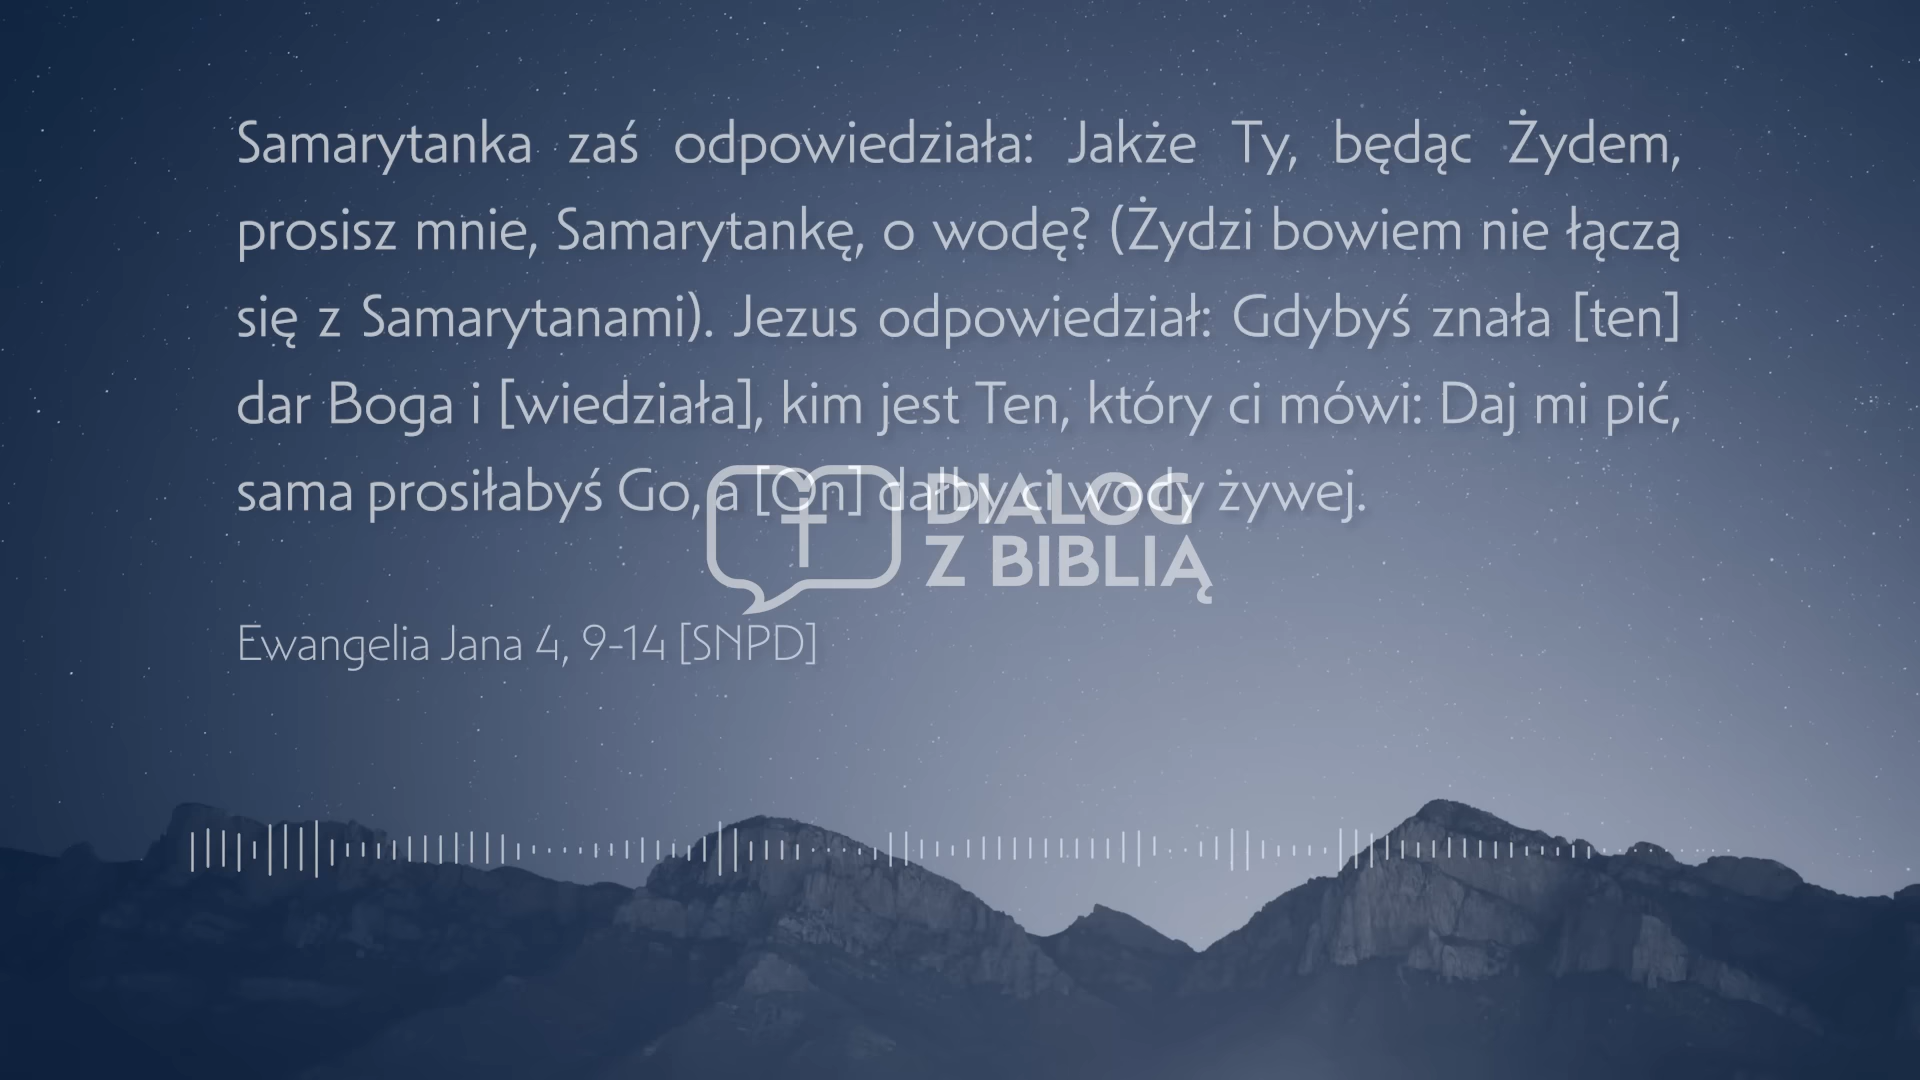 Samarytanka zaś odpowiedziała: Jakże Ty, będąc Żydem,
prosisz mnie, Samarytankę, o wodę? (Żydzi bowiem nie łączą
się z Samarytanami). Jezus odpowiedział: Gdybyś znała [ten]
dar Boga i [wiedziała], kim jest Ten, który ci mówi: Daj mi pić,
sama prosiłabyś Go, a [On] dałby ci wody żywej.
DIALOG
Z BIBLIĄ
Ewangelia Jana 4, 9-14 [SNPD]